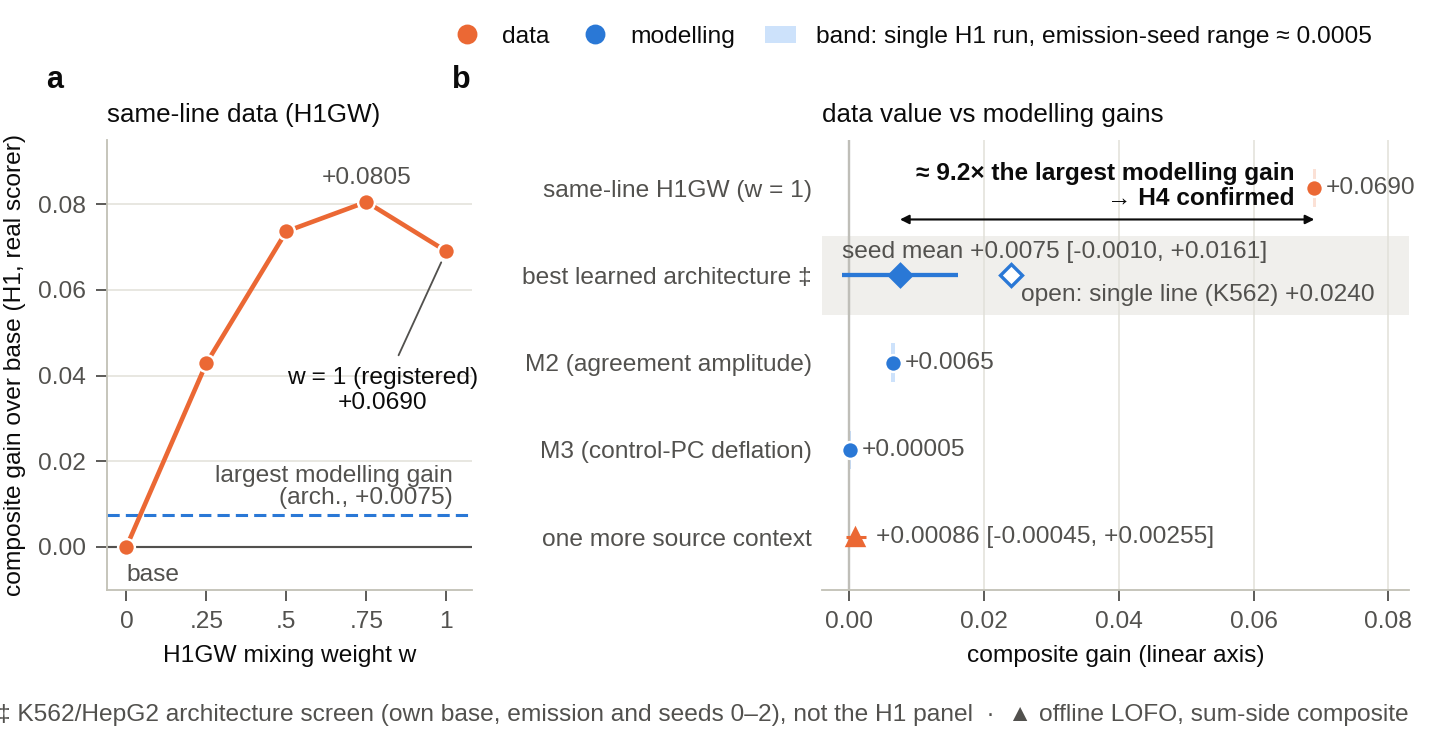 data
modelling
band: single H1 run, emission-seed range ≈ 0.0005
a
b
same-line data (H1GW)
composite gain over base (H1, real scorer)
0.08
0.06
0.04
0.02
0.00
+0.0805
w = 1 (registered)
+0.0690
largest modelling gain
(arch., +0.0075)
base
0
.25
.5
.75
1
H1GW mixing weight w
data value vs modelling gains
same-line H1GW (w = 1)
≈ 9.2× the largest modelling gain
→ H4 confirmed
+0.0690
best learned architecture ‡
seed mean +0.0075 [-0.0010, +0.0161]
open: single line (K562) +0.0240
M2 (agreement amplitude)
+0.0065
M3 (control-PC deflation)
+0.00005
one more source context
+0.00086 [-0.00045, +0.00255]
0.00
0.02
0.04
0.06
0.08
composite gain (linear axis)
‡ K562/HepG2 architecture screen (own base, emission and seeds 0–2), not the H1 panel · ▲ offline LOFO, sum-side composite